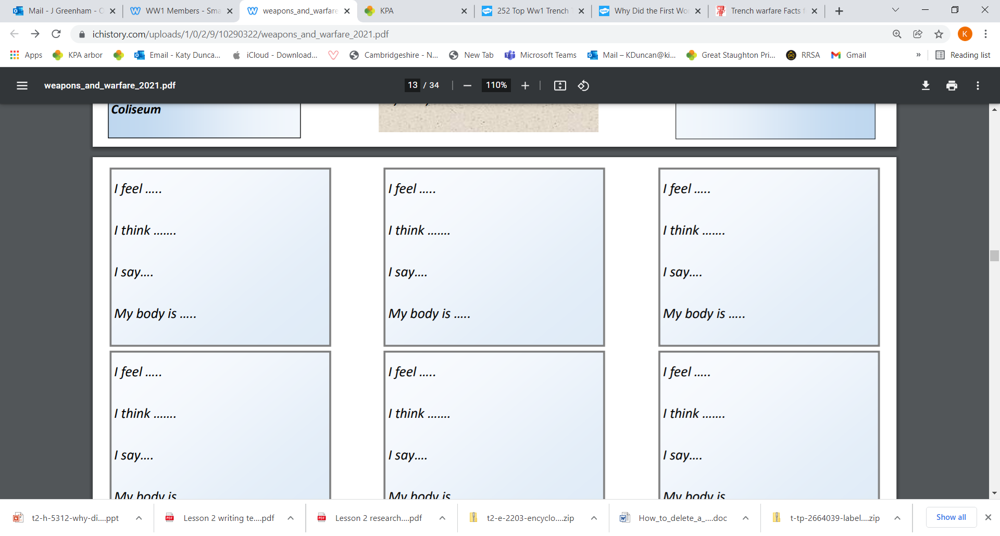 Mail - J Greenham - O
WW1 Members - Sma
weapons_and_warfare
KPA
252 Top Ww1 Trench T
Why Did the First Wor
Trench warfare Facts f
ichistory.com/uploads/1/0/2/9/10290322/weapons_and_warfare_2021.pdf
K
Apps
KPA arbor
Email - Katy Dunca...
iCloud - Download...
Cambridgeshire - N...
New Tab
Microsoft Teams
Mail – KDuncan@ki...
Great Staughton Pri...
RRSA
Gmail
»
Reading list
weapons_and_warfare_2021.pdf
13 / 34
110%
Coliseum
I feel .....
I feel .....
I feel .....
I think .......
I think .......
I think .......
I say....
I say....
I say....
My body is .....
My body is .....
My body is .....
I feel .....
I feel .....
I feel .....
I think .......
I think .......
I think .......
I say....
I say....
I say....
My body is
My body is
My body is
t2-h-5312-why-di....ppt
Lesson 2 writing te....pdf
Lesson 2 research....pdf
t2-e-2203-encyclo....zip
How_to_delete_a_....doc
t-tp-2664039-label....zip
Show all